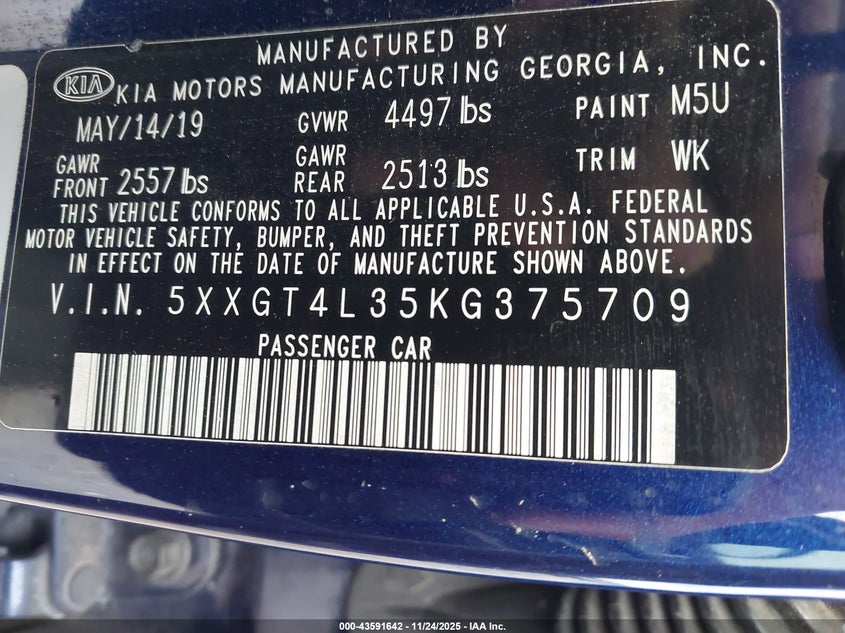 MANUFACTURED BY
KIA KIA MOTORS MANUFACTURING GEORGIA, INC.
MAY/14/19 GVWR 4497 lbs PAINT M5U
GAWR FRONT 2557 lbs GAWR REAR 2513 lbs TRIM WK
THIS VEHICLE CONFORMS TO ALL APPLICABLE U.S.A. FEDERAL
MOTOR VEHICLE SAFETY, BUMPER, AND THEFT PREVENTION STANDARDS
IN EFFECT ON THE DATE OF MANUFACTURE SHOWN ABOVE.
V.I.N. 5XXGT4L35KG375709
PASSENGER CAR
000-43591642 - 11/24/2025 - IAA Inc.